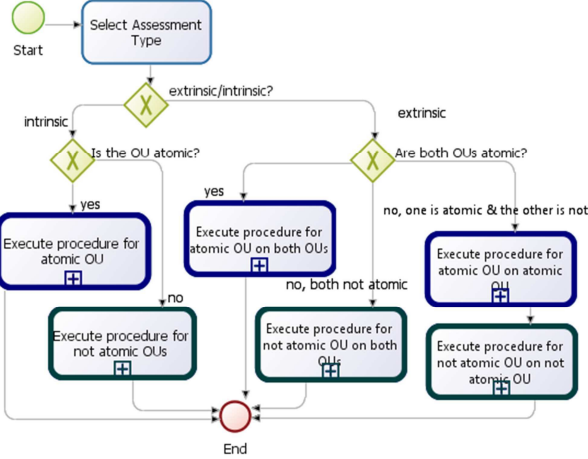 Start
Select Assessment
Type
extrinsic/intrinsic?
intrinsic
extrinsic
Is the OU atomic?
Are both OUs atomic?
yes
yes
no, one is atomic & the other is not
Execute procedure for
atomic OU
Execute procedure for
atomic OU on both OUs
Execute procedure for
atomic OU on atomic
OU
no
no, both not atomic
Execute procedure for
not atomic OUs
Execute procedure for
not atomic OU on both
OUs
Execute procedure for
not atomic OU on not
atomic OU
End